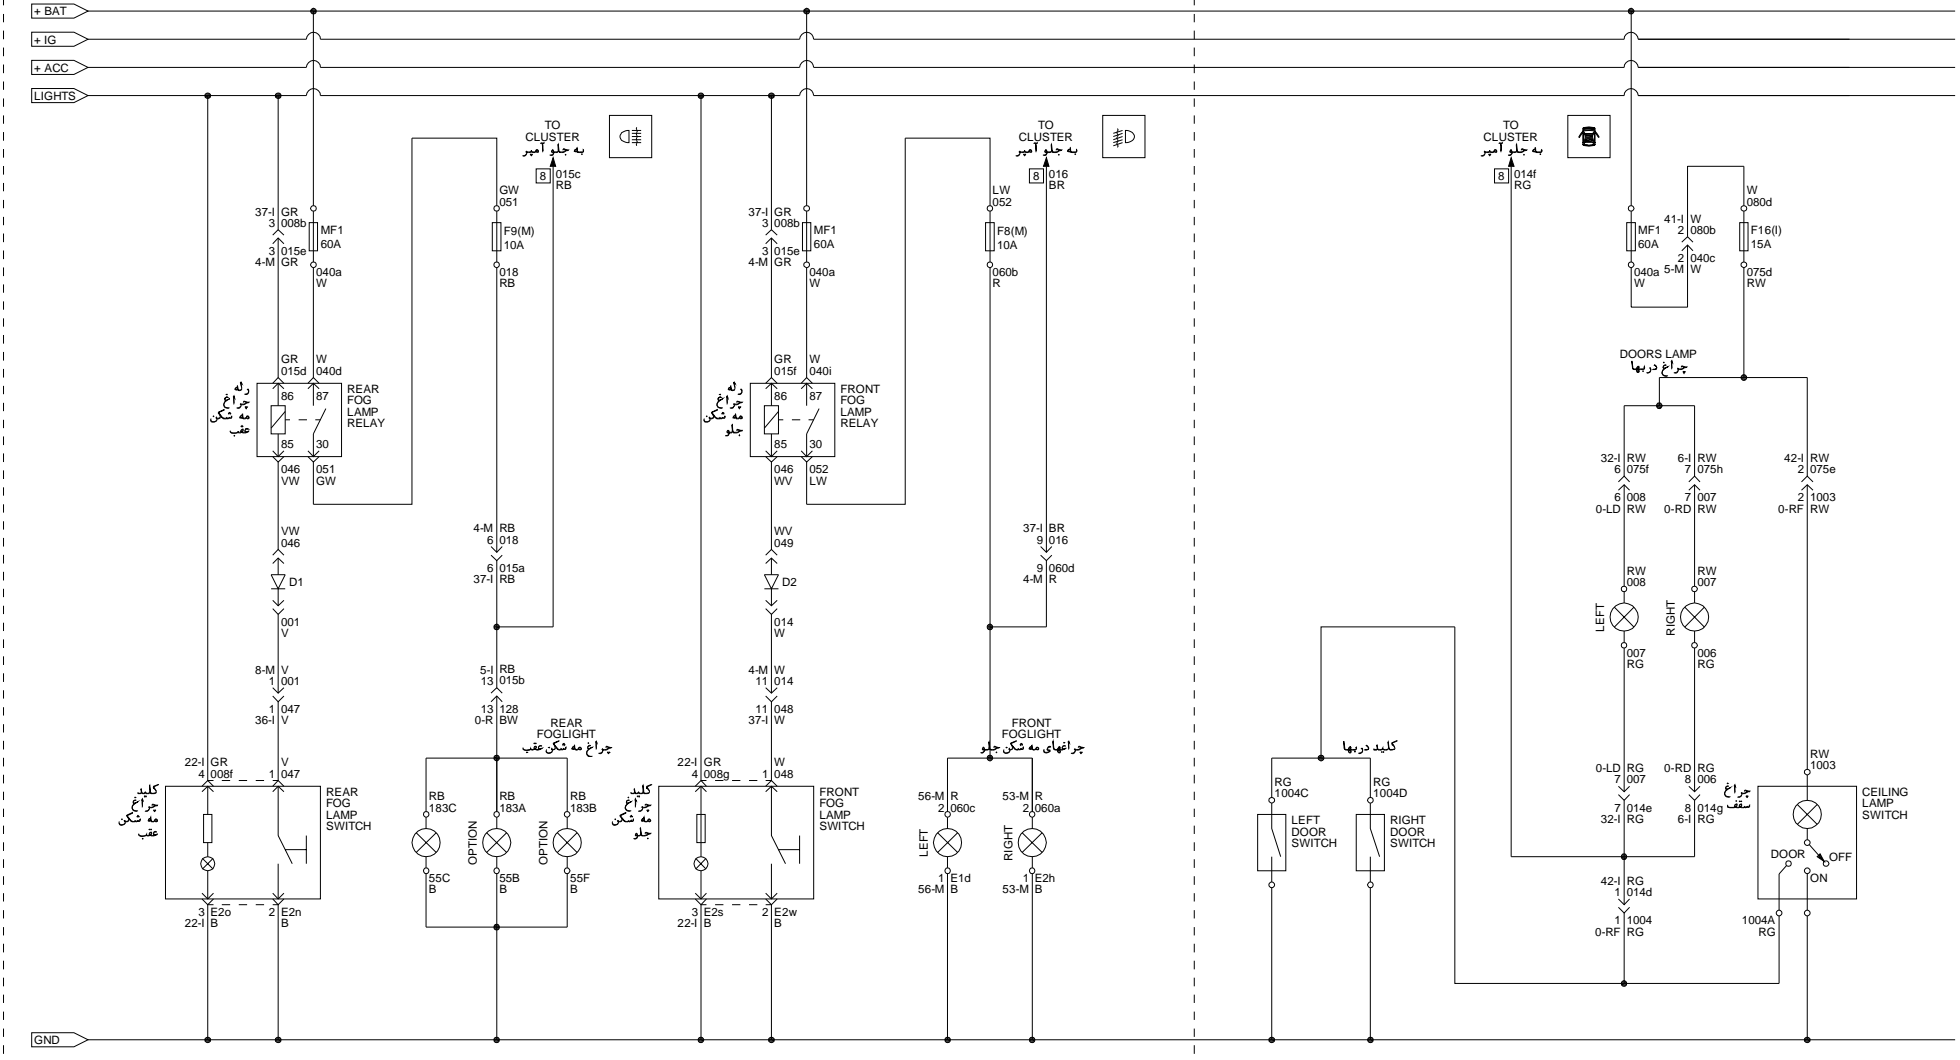 + BAT
+ IG
+ ACC
LIGHTS
TO
CLUSTER
به جلو آمپر
8 015c
RB
37-I GR
3 008b
3 015e
4-M GR
MF1
60A
040a
W
GW
051
F9(M)
10A
018
RB
GR
015d
W
040d
رله
چراغ
مه شکن
عقب
86
87
85
30
REAR
FOG
LAMP
RELAY
046
VW
051
GW
VW
046
D1
001
V
8-M V
1 001
1 047
36-I V
4-M RB
6 018
6 015a
37-I RB
5-I RB
13 015b
13 128
0-R BW
REAR
FOGLIGHT
چراغ مه شکن عقب
22-I GR
4 008f
V
1 047
کلید
چراغ
مه شکن
عقب
REAR
FOG
LAMP
SWITCH
3 E2o
22-I B
2 E2n
B
RB
183C
RB
183A
RB
183B
OPTION
OPTION
55C
B
55B
B
55F
B
TO
CLUSTER
به جلو آمپر
8 016
BR
37-I GR
3 008b
3 015e
4-M GR
MF1
60A
040a
W
LW
052
F8(M)
10A
060b
R
GR
015f
W
040i
رله
چراغ
مه شکن
جلو
86
87
85
30
FRONT
FOG
LAMP
RELAY
046
WV
052
LW
WV
049
D2
014
W
4-M W
11 014
11 048
37-I W
37-I BR
9 016
9 060d
4-M R
FRONT
FOGLIGHT
چراغهای مه شکن جلو
22-I GR
4 008g
W
1 048
کلید
چراغ
مه شکن
جلو
FRONT
FOG
LAMP
SWITCH
3 E2s
22-I B
2 E2w
B
56-M R
2 060c
53-M R
2 060a
LEFT
RIGHT
1 E1d
56-M B
1 E2h
53-M B
TO
CLUSTER
به جلو آمپر
8 014f
RG
MF1
60A
040a
W
41-I W
2 080b
2 040c
5-M W
W
080d
F16(I)
15A
075d
RW
DOORS LAMP
چراغ دربها
32-I RW
6 075f
6 008
0-LD RW
6-I RW
7 075h
7 007
0-RD RW
42-I RW
2 075e
2 1003
0-RF RW
RW
008
RW
007
LEFT
RIGHT
007
RG
006
RG
کلید دربها
RG
1004C
RG
1004D
LEFT
DOOR
SWITCH
RIGHT
DOOR
SWITCH
0-LD RG
7 007
7 014e
32-I RG
0-RD RG
8 006
8 014g
6-I RG
42-I RG
1 014d
1 1004
0-RF RG
RW
1003
چراغ
سقف
CEILING
LAMP
SWITCH
DOOR
OFF
ON
1004A
RG
GND